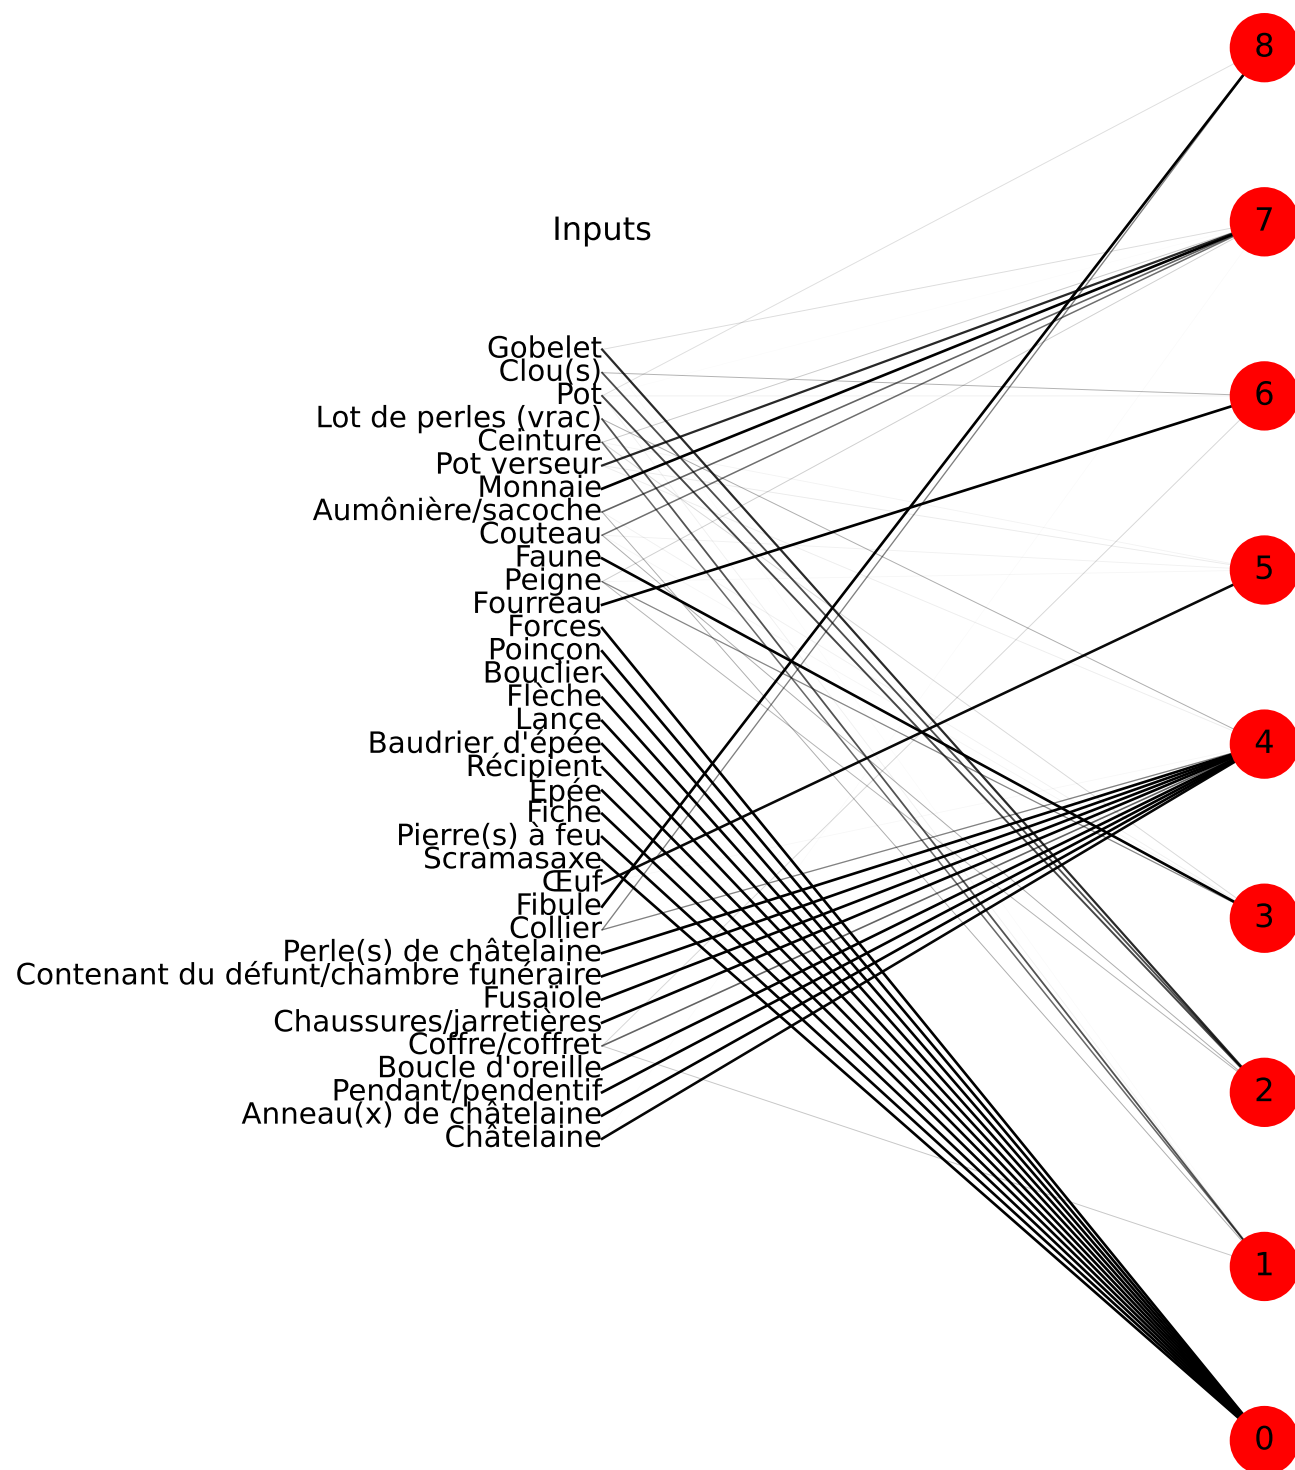 8
7
Inputs
Gobelet
Clou(s)
Pot
6
Lot de perles (vrac)
Ceinture
Pot verseur
Monnaie
Aumônière/sacoche
Couteau
Faune
5
Peigne
Fourreau
Forces
Poinçon
Bouclier
Flèche
Lance
Baudrier d'épée
4
Récipient
Epée
Fiche
Pierre(s) à feu
Scramasaxe
Œuf
Fibule
3
Collier
Perle(s) de châtelaine
Contenant du défunt/chambre funéraire
Fusaïole
Chaussures/jarretières
Coffre/coffret
Boucle d'oreille
Pendant/pendentif
2
Anneau(x) de châtelaine
Châtelaine
1
0